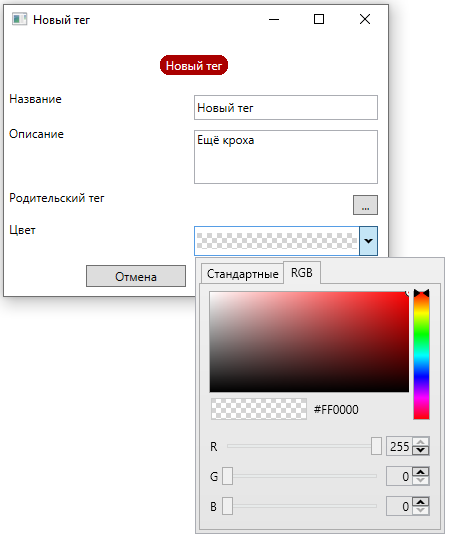 Новый тег
Новый тег
Название
Новый тег
Описание
Ещё кроха
Родительский тег
...
Цвет
Отмена
Стандартные RGB
#FF0000
R 255
G 0
B 0